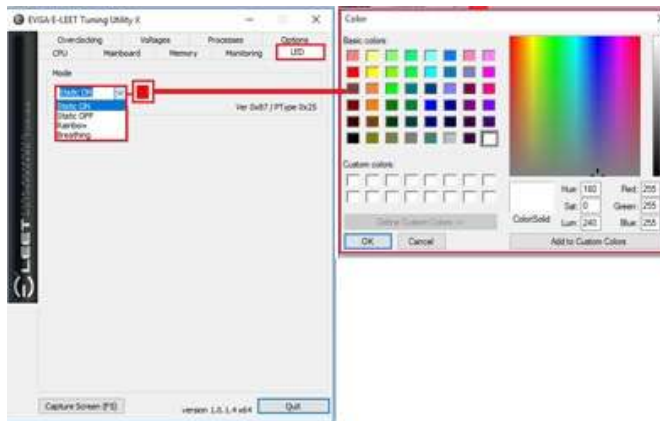 EVGA E-LEET Tuning Utility X
Overclocking Voltages Processes Options
CPU Mainboard Memory Monitoring LED
Mode
Static ON
Ver 0x87 / PType 0x25
Static ON
Static OFF
Rainbow
Breathing
LEET
Capture Screen (F5)
version 1.0.1.4 x64
Quit
Color
Basic colors:
Custom colors:
Define Custom Colors >>
OK Cancel
Color|Solid
Hue: 160 Red: 255
Sat: 0 Green: 255
Lum: 240 Blue: 255
Add to Custom Colors